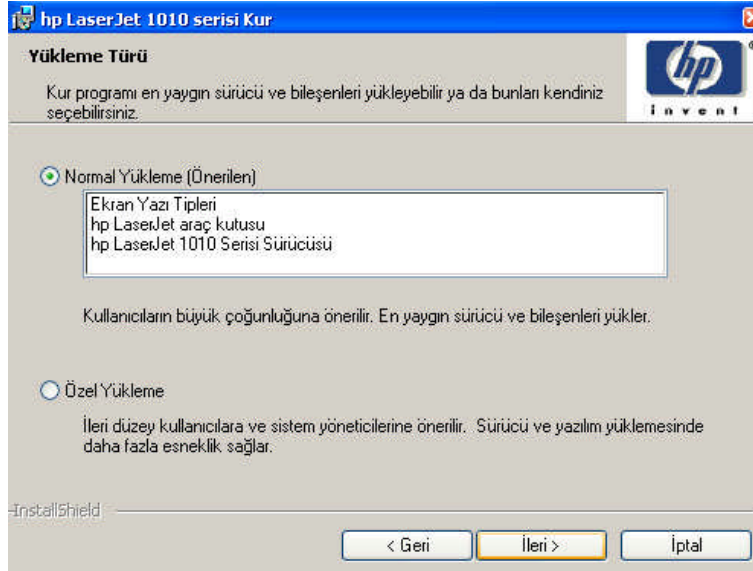 hp LaserJet 1010 serisi Kur
Yükleme Türü
Kur programı en yaygın sürücü ve bileşenleri yükleyebilir ya da bunları kendiniz
seçebilirsiniz.
hp
invent
Normal Yükleme (Önerilen)
Ekran Yazı Tipleri
hp LaserJet araç kutusu
hp LaserJet 1010 Serisi Sürücüsü
Kullanıcıların büyük çoğunluğuna önerilir. En yaygın sürücü ve bileşenleri yükler.
Özel Yükleme
İleri düzey kullanıcılara ve sistem yöneticilerine önerilir. Sürücü ve yazılım yüklemesinde
daha fazla esneklik sağlar.
InstallShield
< Geri
İleri >
İptal